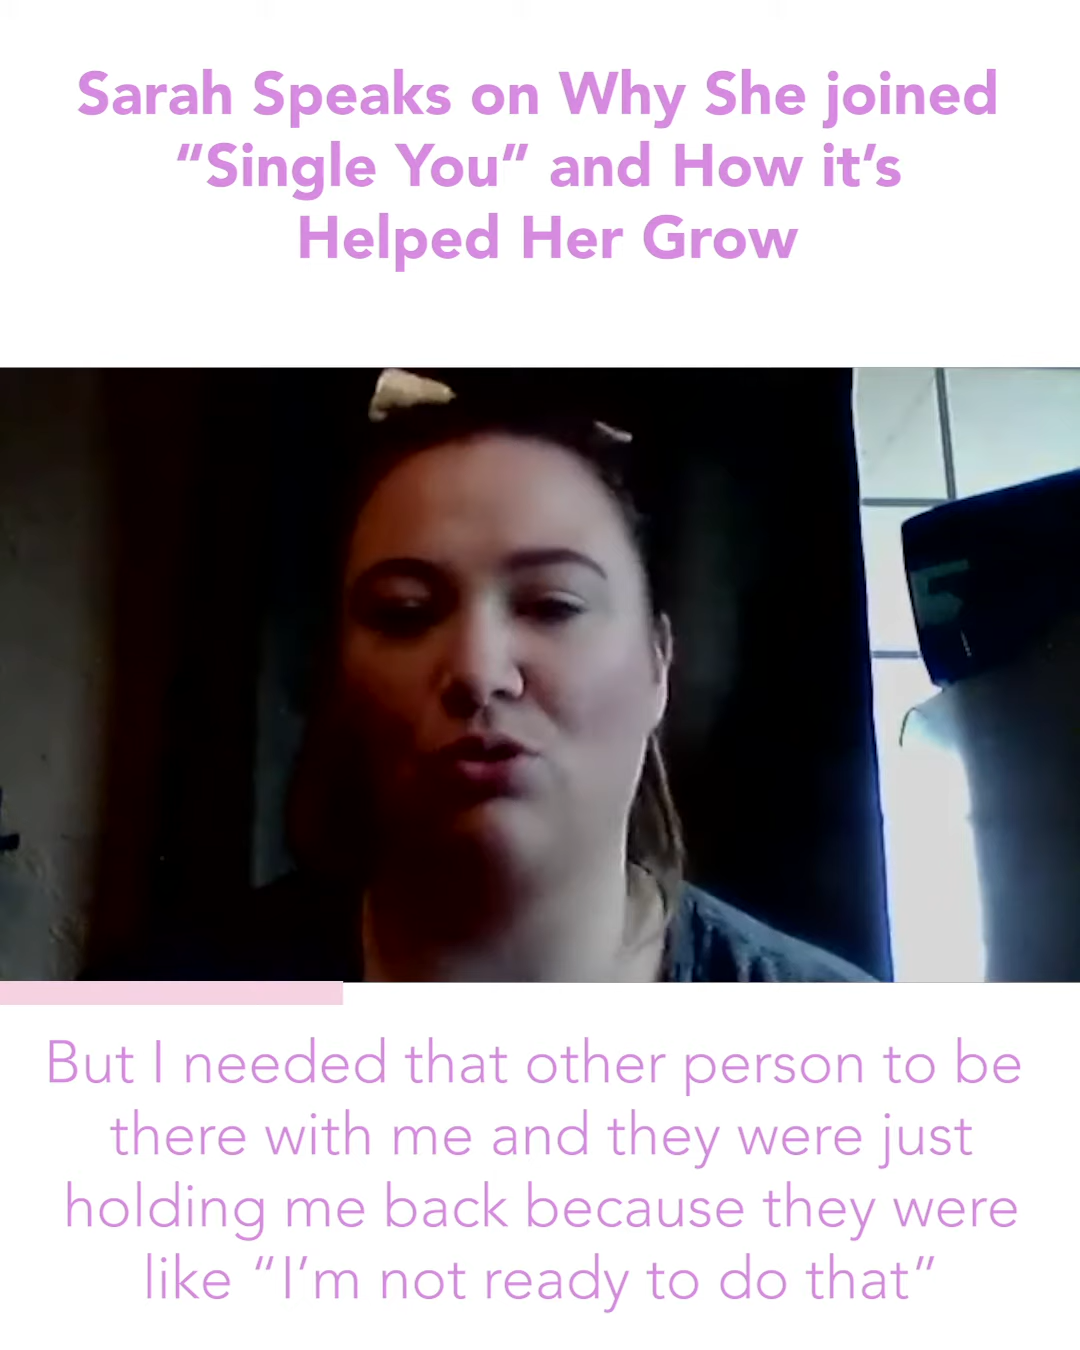 Sarah Speaks on Why She joined
“Single You” and How it’s
Helped Her Grow
But I needed that other person to be
there with me and they were just
holding me back because they were
like “I’m not ready to do that”